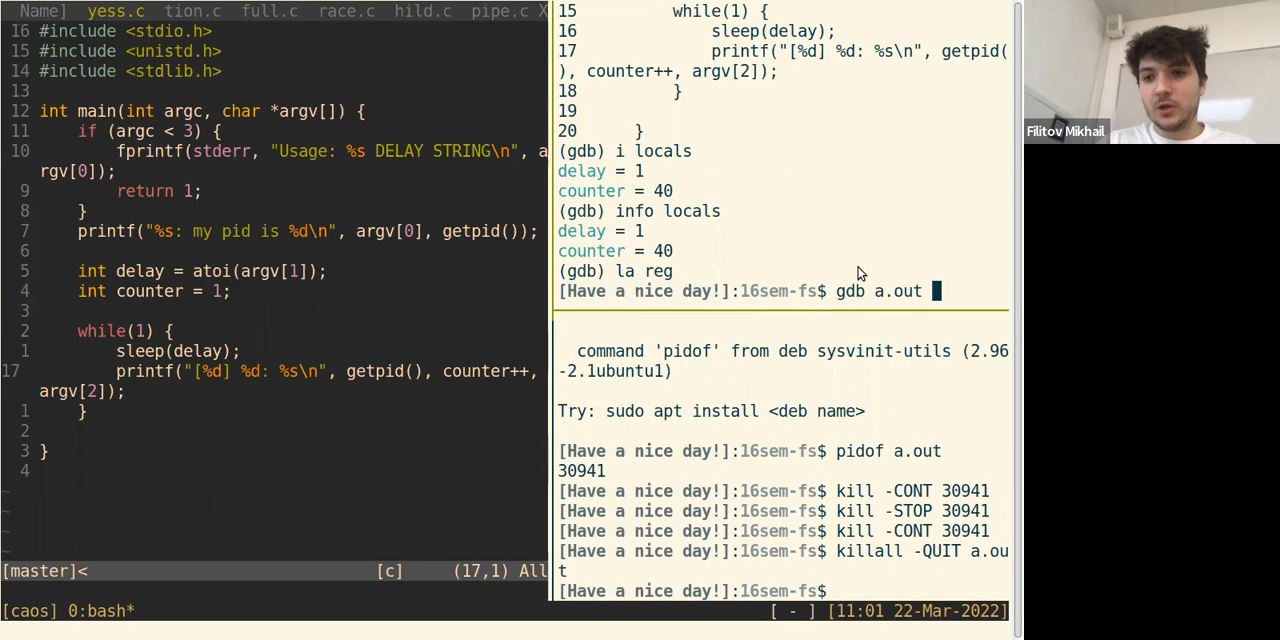 Name] yess.c tion.c full.c race.c hild.c pipe.c X
16 #include <stdio.h>
15 #include <unistd.h>
14 #include <stdlib.h>
13
12 int main(int argc, char *argv[]) {
11     if (argc < 3) {
10         fprintf(stderr, "Usage: %s DELAY STRING\n", a
rgv[0]);
9         return 1;
8     }
7     printf("%s: my pid is %d\n", argv[0], getpid());
6
5     int delay = atoi(argv[1]);
4     int counter = 1;
3
2     while(1) {
1         sleep(delay);
17         printf("[%d] %d: %s\n", getpid(), counter++,
argv[2]);
1     }
2
3 }
4
~
~
~
~
[master]< [c] (17,1) All
15         while(1) {
16             sleep(delay);
17             printf("[%d] %d: %s\n", getpid(
), counter++, argv[2]);
18         }
19
20     }
(gdb) i locals
delay = 1
counter = 40
(gdb) info locals
delay = 1
counter = 40
(gdb) la reg
[Have a nice day!]:16sem-fs$ gdb a.out
command 'pidof' from deb sysvinit-utils (2.96
-2.1ubuntu1)
Try: sudo apt install <deb name>
[Have a nice day!]:16sem-fs$ pidof a.out
30941
[Have a nice day!]:16sem-fs$ kill -CONT 30941
[Have a nice day!]:16sem-fs$ kill -STOP 30941
[Have a nice day!]:16sem-fs$ kill -CONT 30941
[Have a nice day!]:16sem-fs$ killall -QUIT a.ou
t
[Have a nice day!]:16sem-fs$
[caos] 0:bash* [ - ] [11:01 22-Mar-2022]
Filitov Mikhail